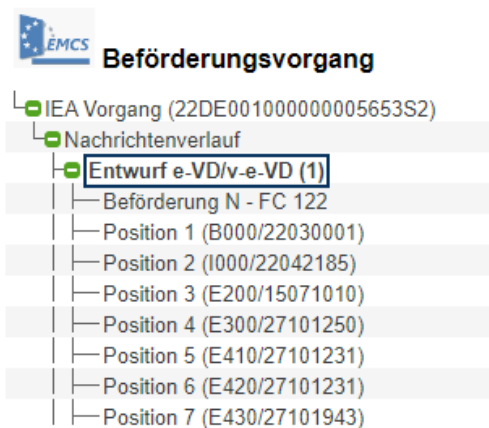 EMCS
Beförderungsvorgang
IEA Vorgang (22DE001000000005653S2)
Nachrichtenverlauf
Entwurf e-VD/v-e-VD (1)
Beförderung N - FC 122
Position 1 (B000/22030001)
Position 2 (I000/22042185)
Position 3 (E200/15071010)
Position 4 (E300/27101250)
Position 5 (E410/27101231)
Position 6 (E420/27101231)
Position 7 (E430/27101943)